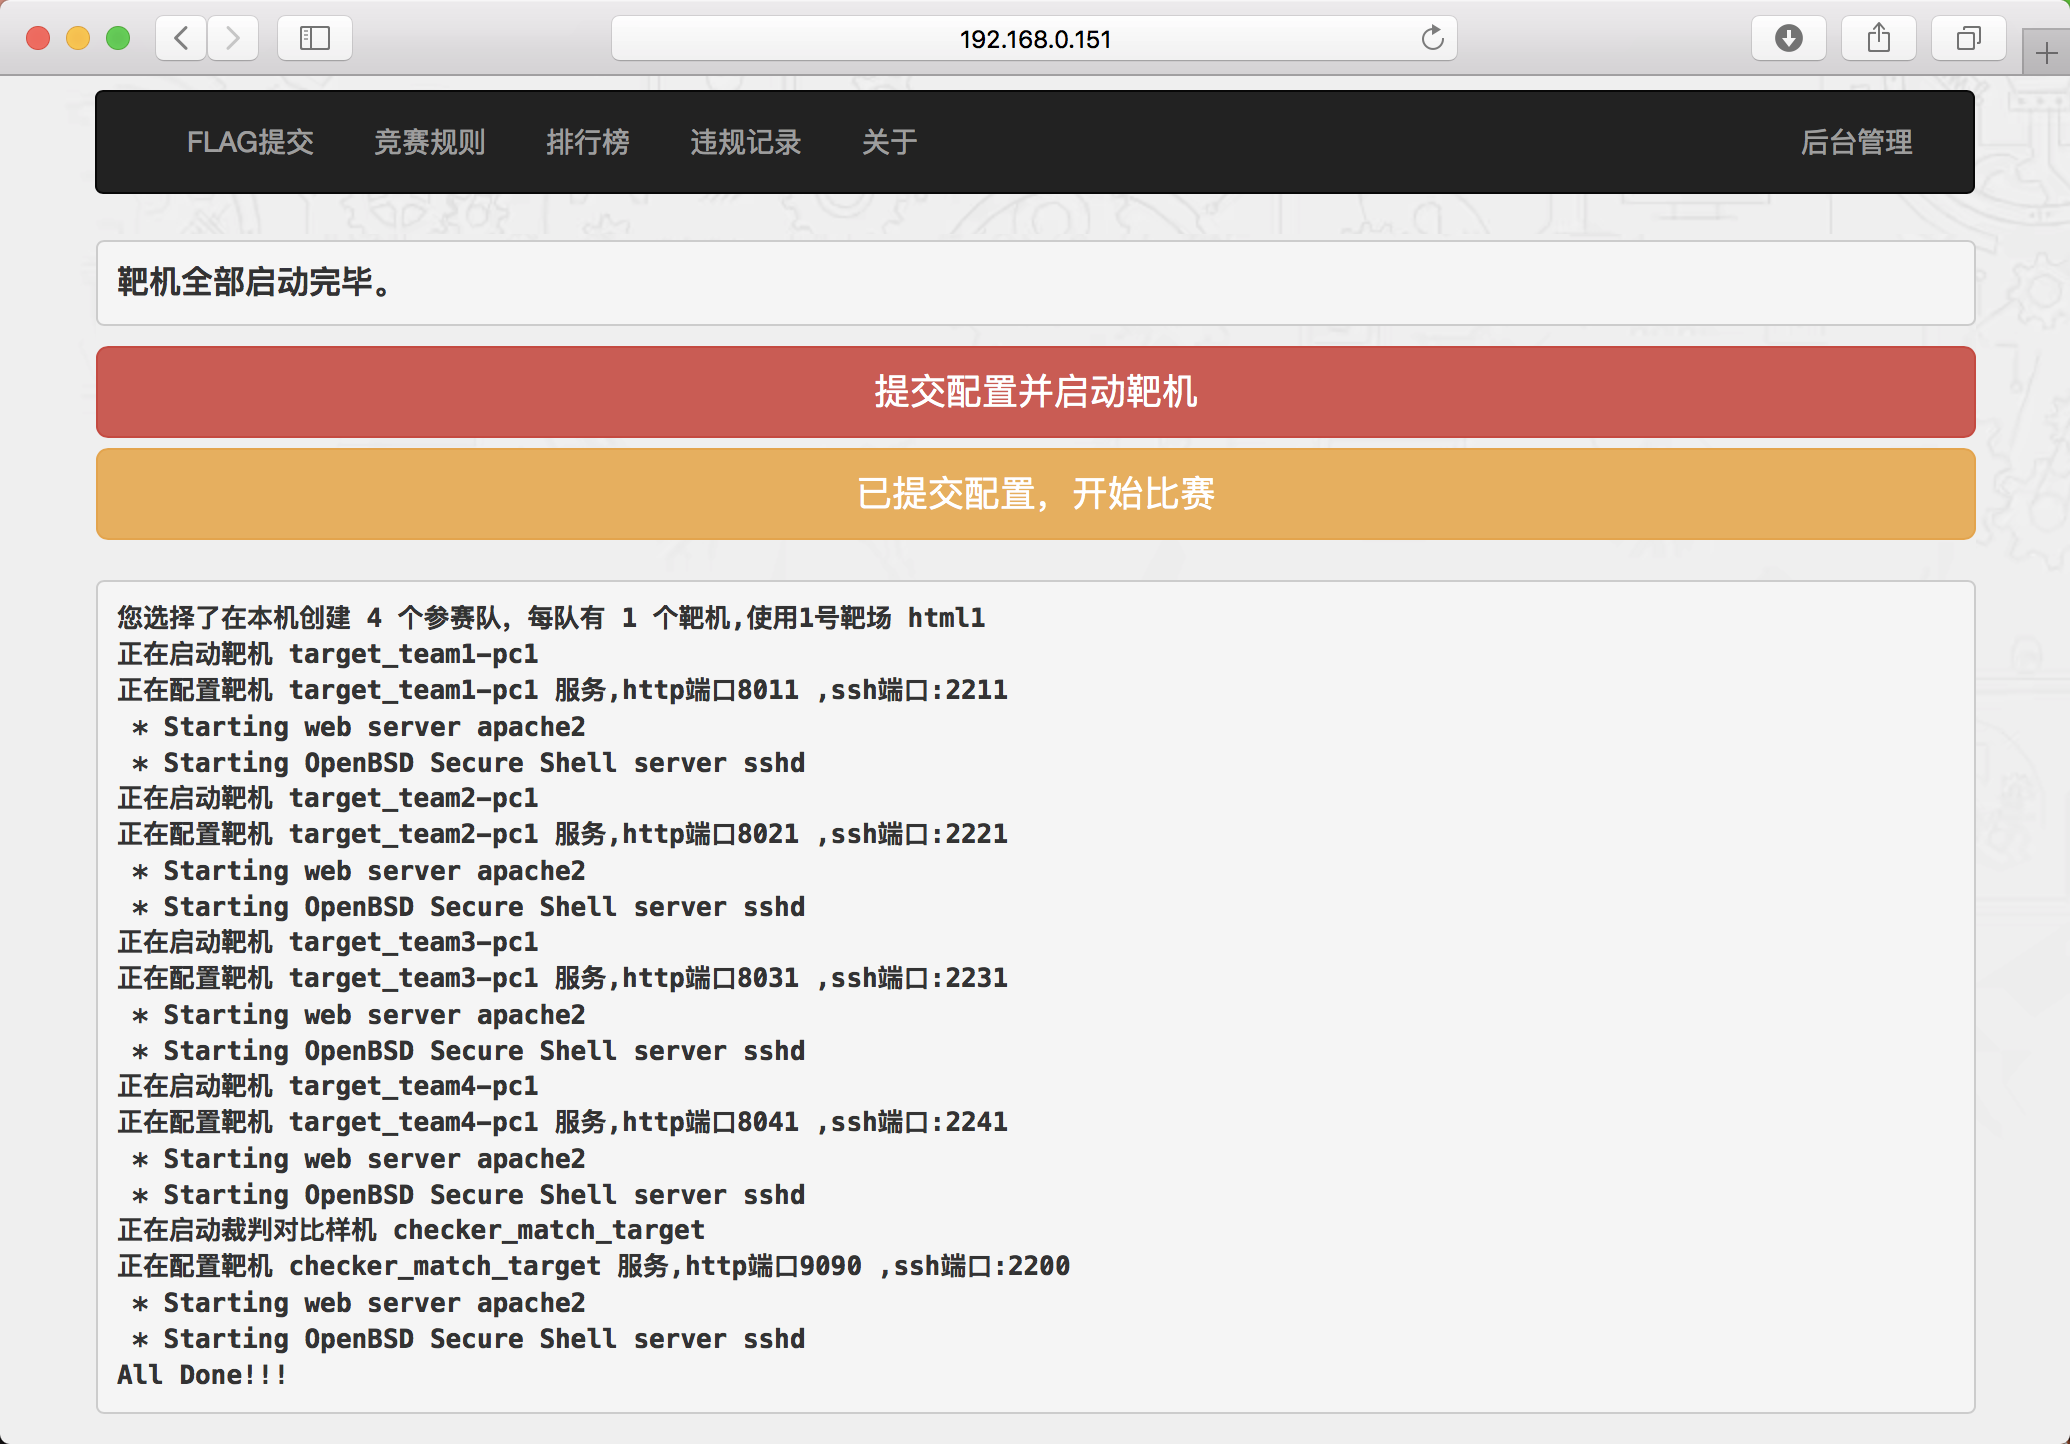 192.168.0.151
FLAG提交 竞赛规则 排行榜 违规记录 关于 后台管理
靶机全部启动完毕。
提交配置并启动靶机
已提交配置，开始比赛
您选择了在本机创建 4 个参赛队，每队有 1 个靶机,使用1号靶场 html1
正在启动靶机 target_team1-pc1
正在配置靶机 target_team1-pc1 服务,http端口8011 ,ssh端口:2211
* Starting web server apache2
* Starting OpenBSD Secure Shell server sshd
正在启动靶机 target_team2-pc1
正在配置靶机 target_team2-pc1 服务,http端口8021 ,ssh端口:2221
* Starting web server apache2
* Starting OpenBSD Secure Shell server sshd
正在启动靶机 target_team3-pc1
正在配置靶机 target_team3-pc1 服务,http端口8031 ,ssh端口:2231
* Starting web server apache2
* Starting OpenBSD Secure Shell server sshd
正在启动靶机 target_team4-pc1
正在配置靶机 target_team4-pc1 服务,http端口8041 ,ssh端口:2241
* Starting web server apache2
* Starting OpenBSD Secure Shell server sshd
正在启动裁判对比样机 checker_match_target
正在配置靶机 checker_match_target 服务,http端口9090 ,ssh端口:2200
* Starting web server apache2
* Starting OpenBSD Secure Shell server sshd
All Done!!!